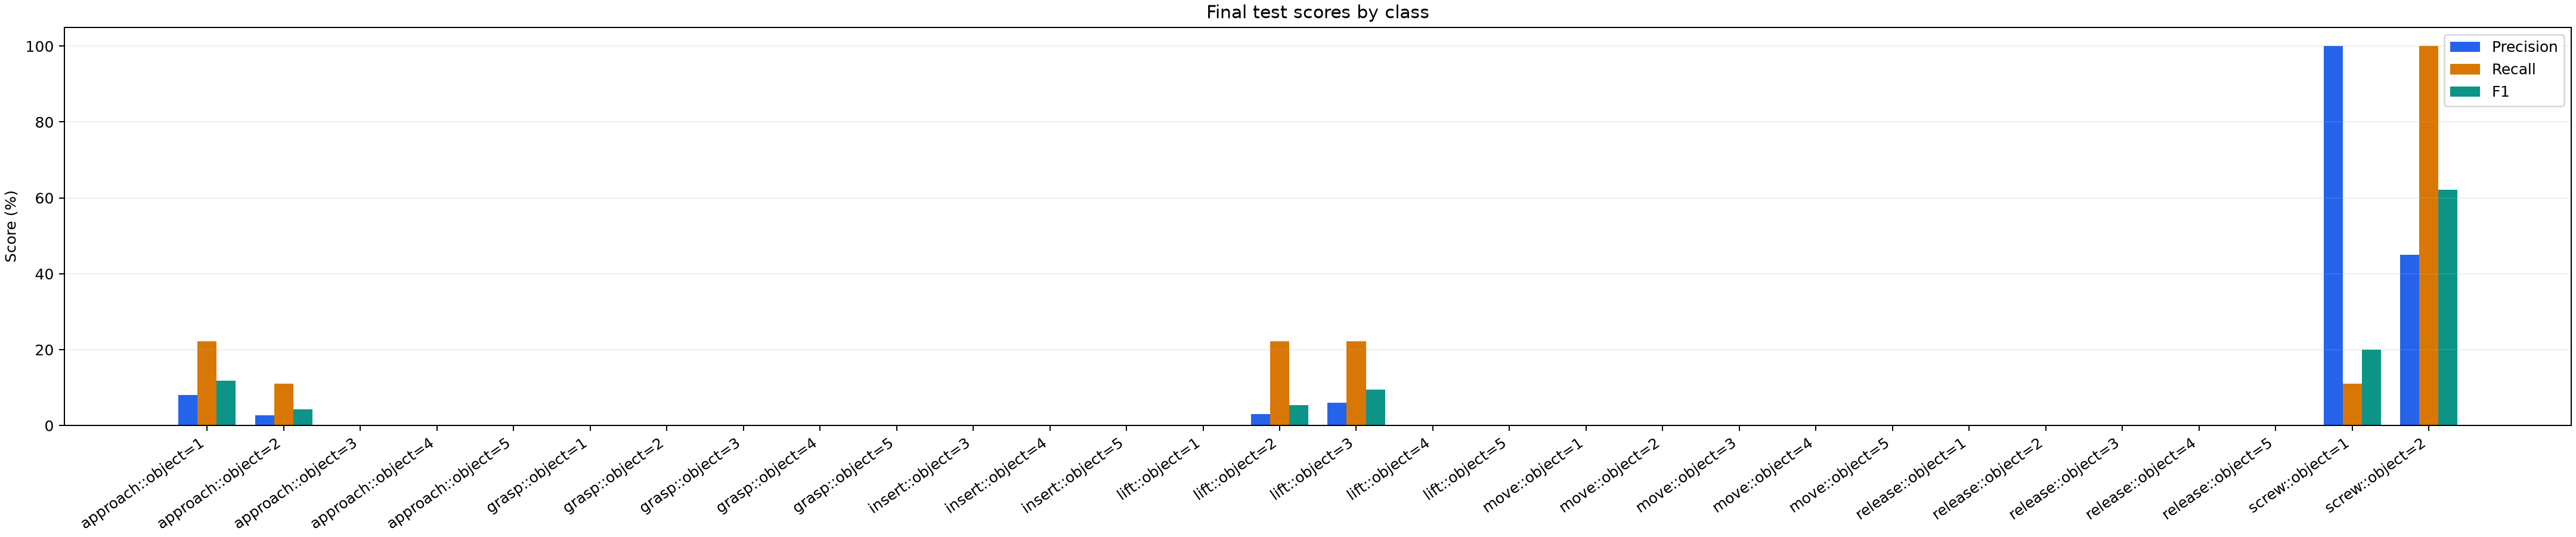 Final test scores by class
Score (%)
100
80
60
40
20
0
Precision
Recall
F1
approach::object=1
approach::object=2
approach::object=3
approach::object=4
approach::object=5
grasp::object=1
grasp::object=2
grasp::object=3
grasp::object=4
grasp::object=5
insert::object=3
insert::object=4
insert::object=5
lift::object=1
lift::object=2
lift::object=3
lift::object=4
lift::object=5
move::object=1
move::object=2
move::object=3
move::object=4
move::object=5
release::object=1
release::object=2
release::object=3
release::object=4
release::object=5
screw::object=1
screw::object=2